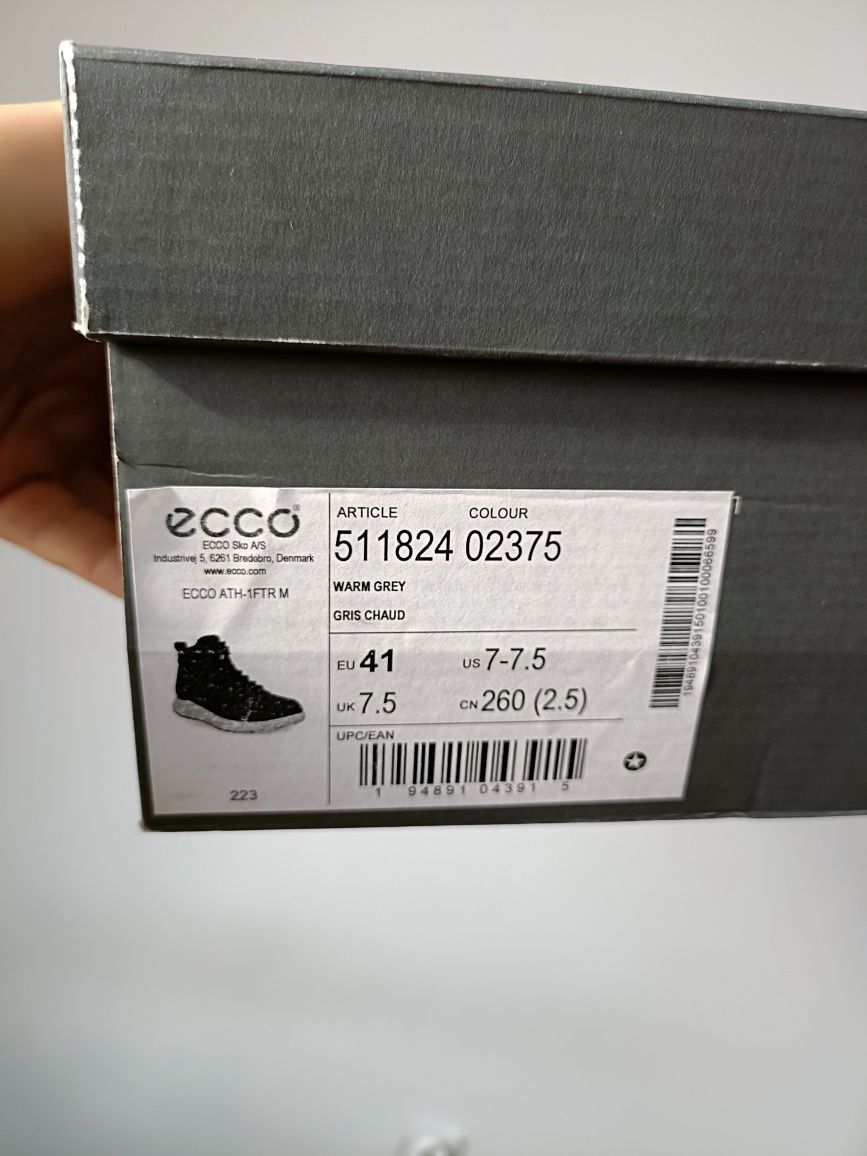 ecco®
ECCO Sko A/S
Industrivej 5, 6261 Bredebro, Denmark
www.ecco.com
ECCO ATH-1FTR M
223
ARTICLE COLOUR
511824 02375
WARM GREY
GRIS CHAUD
EU 41 US 7-7.5
UK 7.5 CN 260 (2.5)
UPC/EAN
1 94891 04391 5
1948910439150100100066599